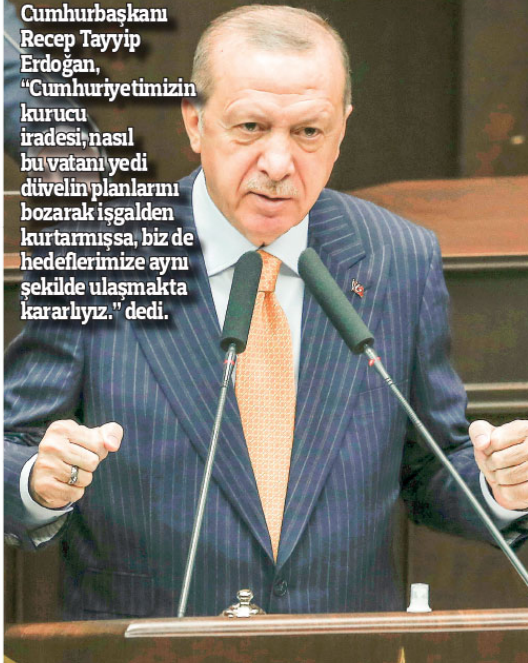 Cumhurbaşkanı
Recep Tayyip
Erdoğan,
“Cumhuriyetimizin
kurucu
iradesi, nasıl
bu vatanı yedi
düvelin planlarını
bozarak işgalden
kurtarmışsa, biz de
hedeflerimize aynı
şekilde ulaşmakta
kararlıyız.” dedi.